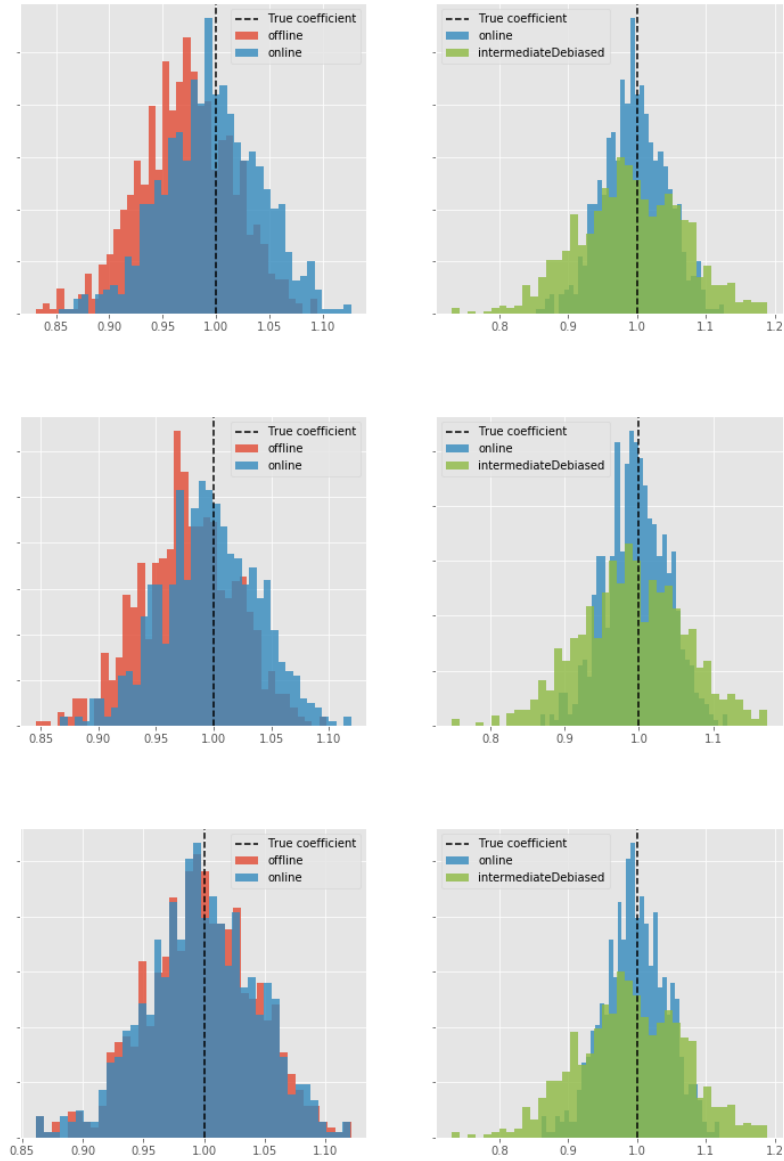 True coefficient
offline
online
0.85 0.90 0.95 1.00 1.05 1.10
True coefficient
online
intermediateDebiased
0.8 0.9 1.0 1.1 1.2
True coefficient
offline
online
0.85 0.90 0.95 1.00 1.05 1.10
True coefficient
online
intermediateDebiased
0.8 0.9 1.0 1.1
True coefficient
offline
online
0.85 0.90 0.95 1.00 1.05 1.10
True coefficient
online
intermediateDebiased
0.8 0.9 1.0 1.1 1.2